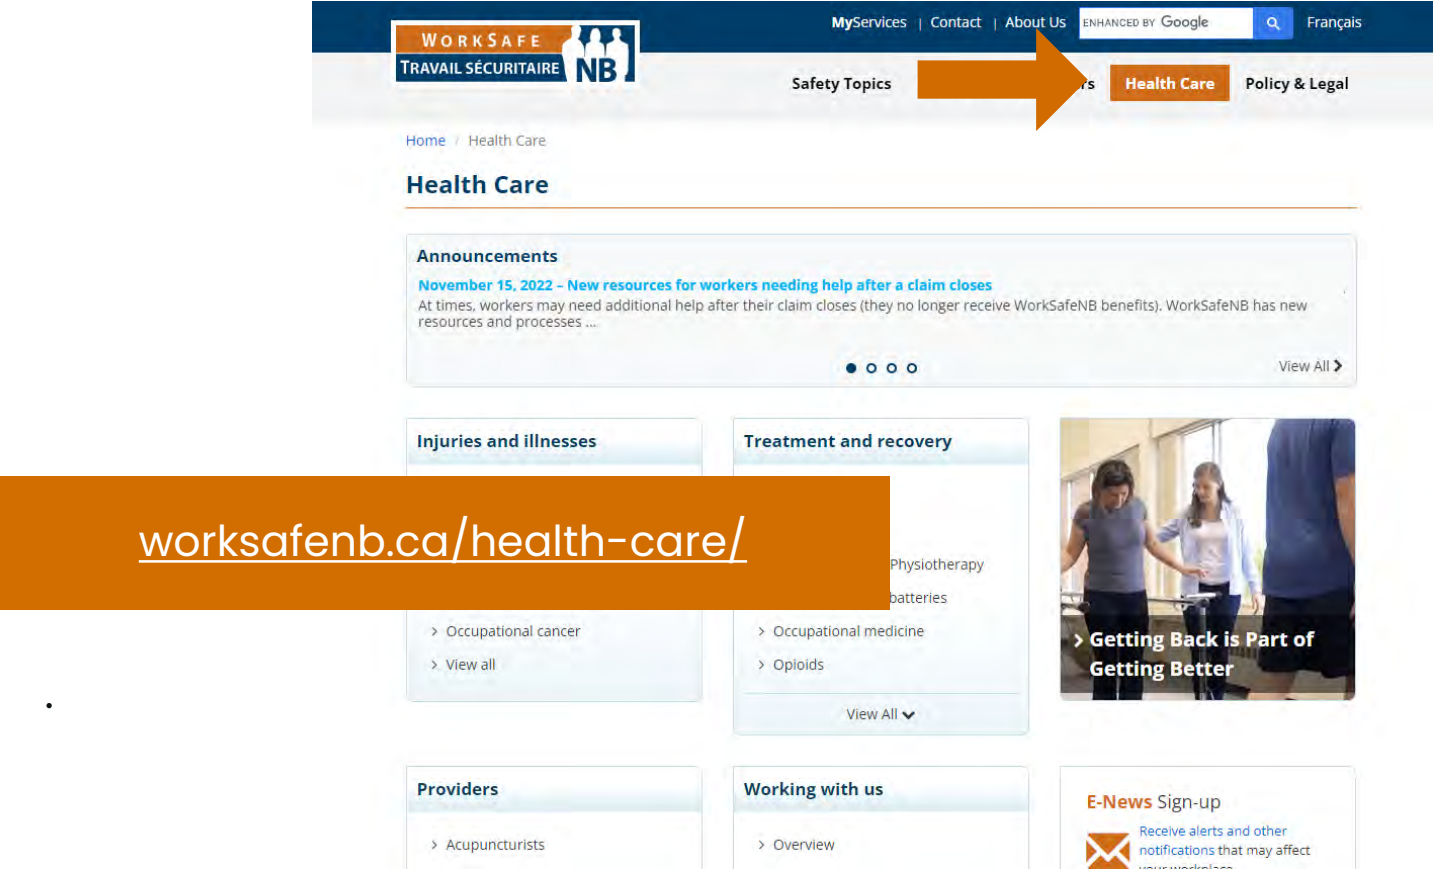 MyServices | Contact | About Us
ENHANCED BY Google
Français
WORKSAFE
TRAVAIL SÉCURITAIRE NB
Safety Topics
Health Care
Policy & Legal
Home / Health Care
Health Care
Announcements
November 15, 2022 – New resources for workers needing help after a claim closes
At times, workers may need additional help after their claim closes (they no longer receive WorkSafeNB benefits). WorkSafeNB has new
resources and processes ...
View All
Injuries and illnesses
Treatment and recovery
worksafenb.ca/health-care/
Physiotherapy
batteries
> Occupational cancer
> View all
> Occupational medicine
> Opioids
View All
> Getting Back is Part of
Getting Better
Providers
Working with us
E-News Sign-up
> Acupuncturists
> Overview
Receive alerts and other
notifications that may affect
your workplace